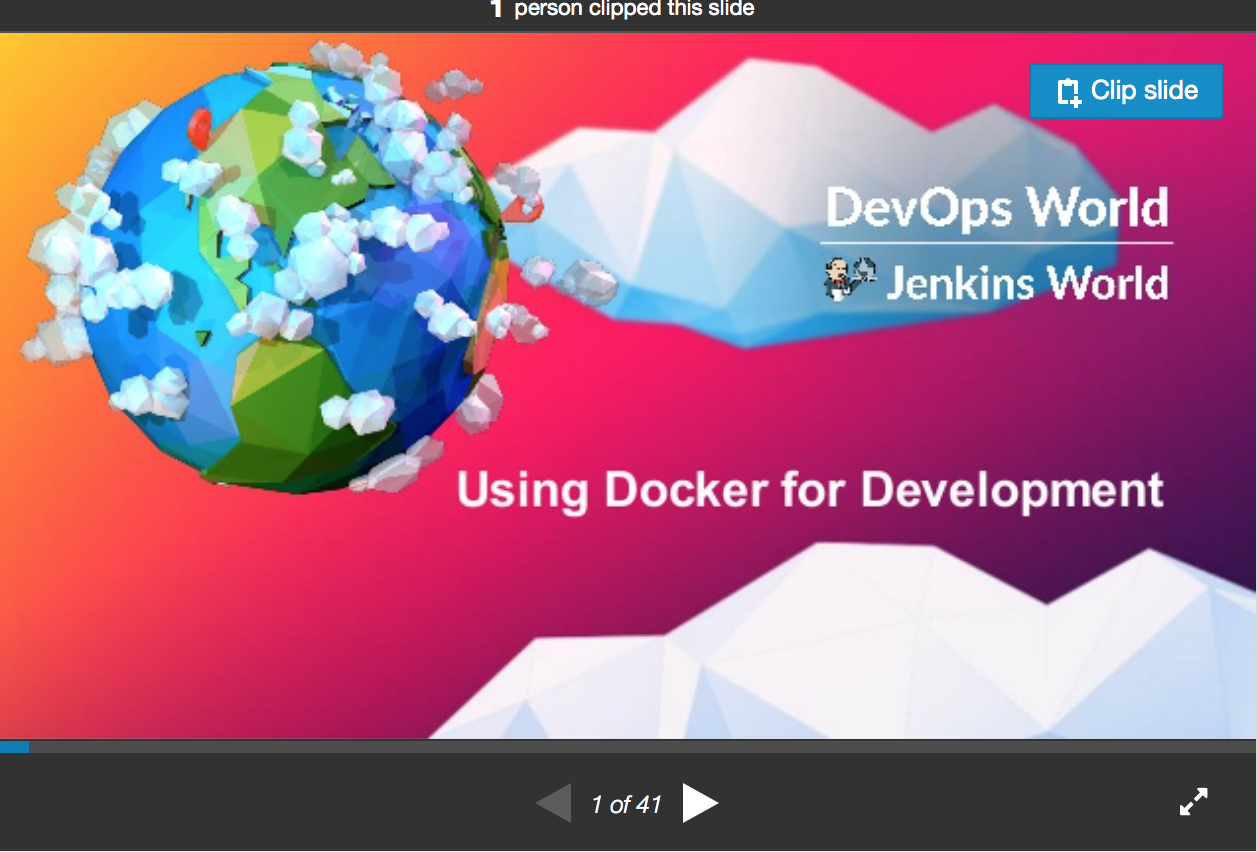 1 person clipped this slide
Clip slide
DevOps World
Jenkins World
Using Docker for Development
1 of 41